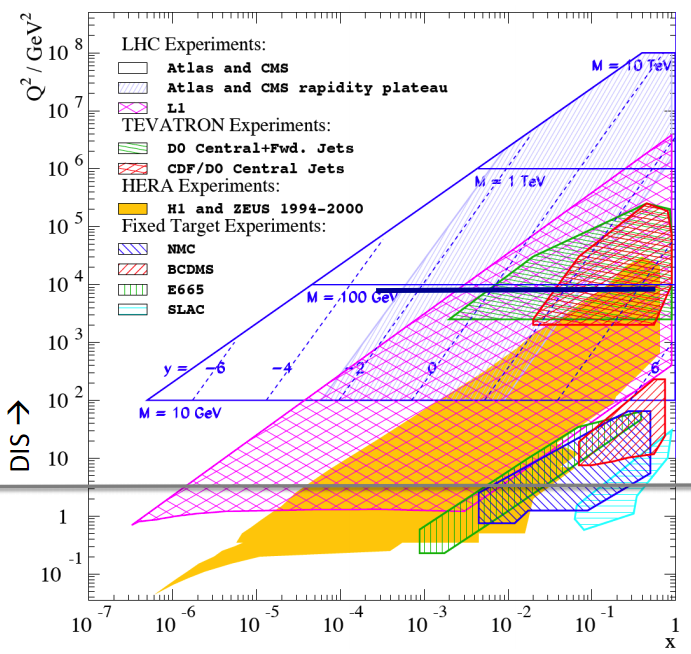 LHC Experiments:
Atlas and CMS
Atlas and CMS rapidity plateau
L1
TEVATRON Experiments:
D0 Central+Fwd. Jets
CDF/D0 Central Jets
HERA Experiments:
H1 and ZEUS 1994-2000
Fixed Target Experiments:
NMC
BCDMS
E665
SLAC
M = 10 TeV
M = 1 TeV
M = 100 GeV
y = -6 -4 -2 0 6
M = 10 GeV
Q² / GeV²
10⁸
10⁷
10⁶
10⁵
10⁴
10³
10²
10
1
10⁻¹
DIS →
10⁻⁷ 10⁻⁶ 10⁻⁵ 10⁻⁴ 10⁻³ 10⁻² 10⁻¹ 1
x